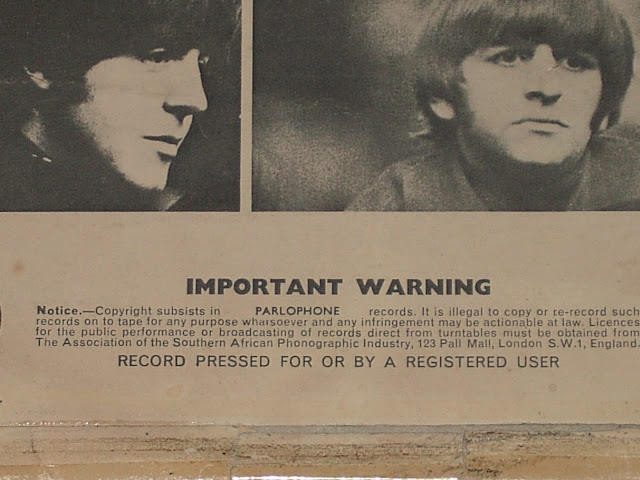 IMPORTANT WARNING
Notice.—Copyright subsists in PARLOPHONE records. It is illegal to copy or re-record such
records on to tape for any purpose whatsoever and any infringement may be actionable at law. Licences
for the public performance or broadcasting of records direct from turntables must be obtained from
The Association of the Southern African Phonographic Industry, 123 Pall Mall, London S.W.1, England.
RECORD PRESSED FOR OR BY A REGISTERED USER